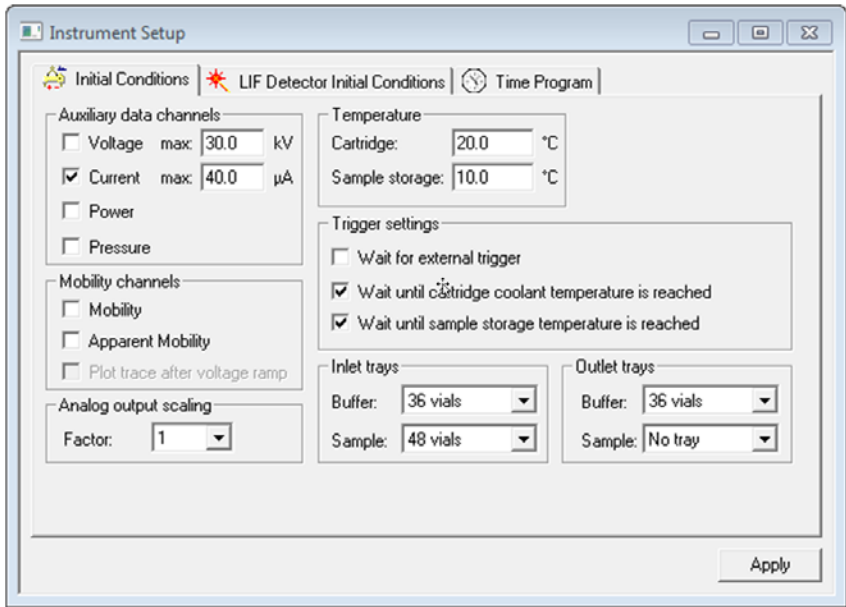 Instrument Setup
Initial Conditions
LIF Detector Initial Conditions
Time Program
Auxiliary data channels
Voltage max: 30.0 kV
Current max: 40.0 µA
Power
Pressure
Mobility channels
Mobility
Apparent Mobility
Plot trace after voltage ramp
Analog output scaling
Factor: 1
Temperature
Cartridge: 20.0 °C
Sample storage: 10.0 °C
Trigger settings
Wait for external trigger
Wait until cartridge coolant temperature is reached
Wait until sample storage temperature is reached
Inlet trays
Buffer: 36 vials
Sample: 48 vials
Outlet trays
Buffer: 36 vials
Sample: No tray
Apply